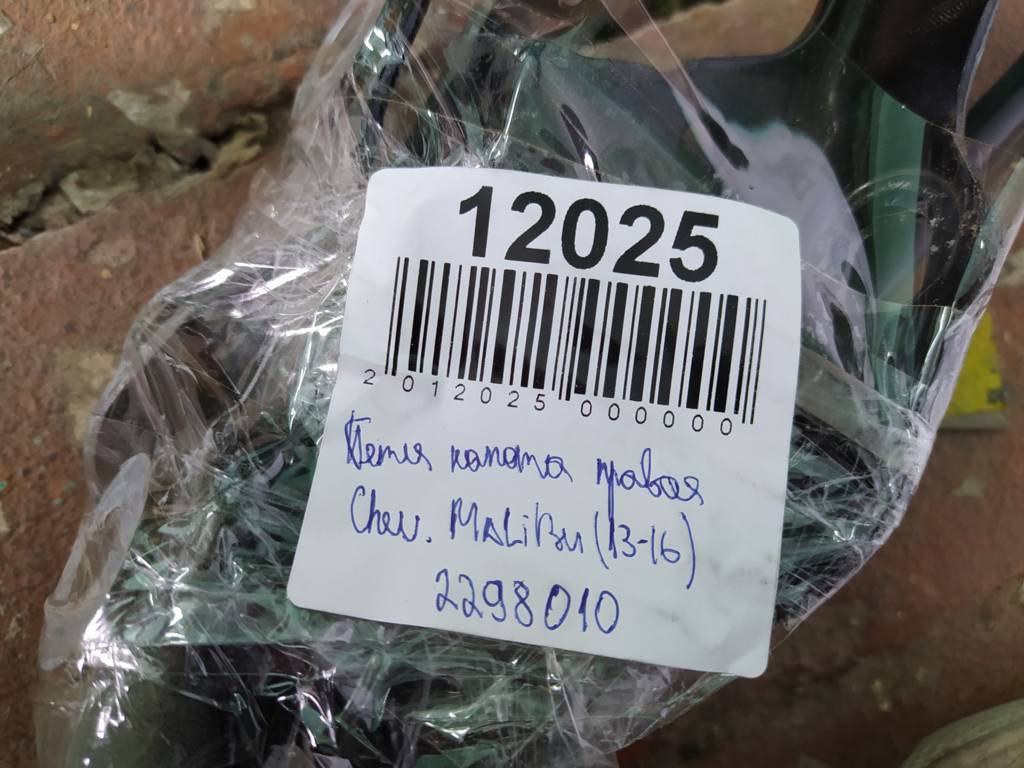 12025
2 012025 000000
Петля капота правая
Chev. MALiBu (13-16)
2298010